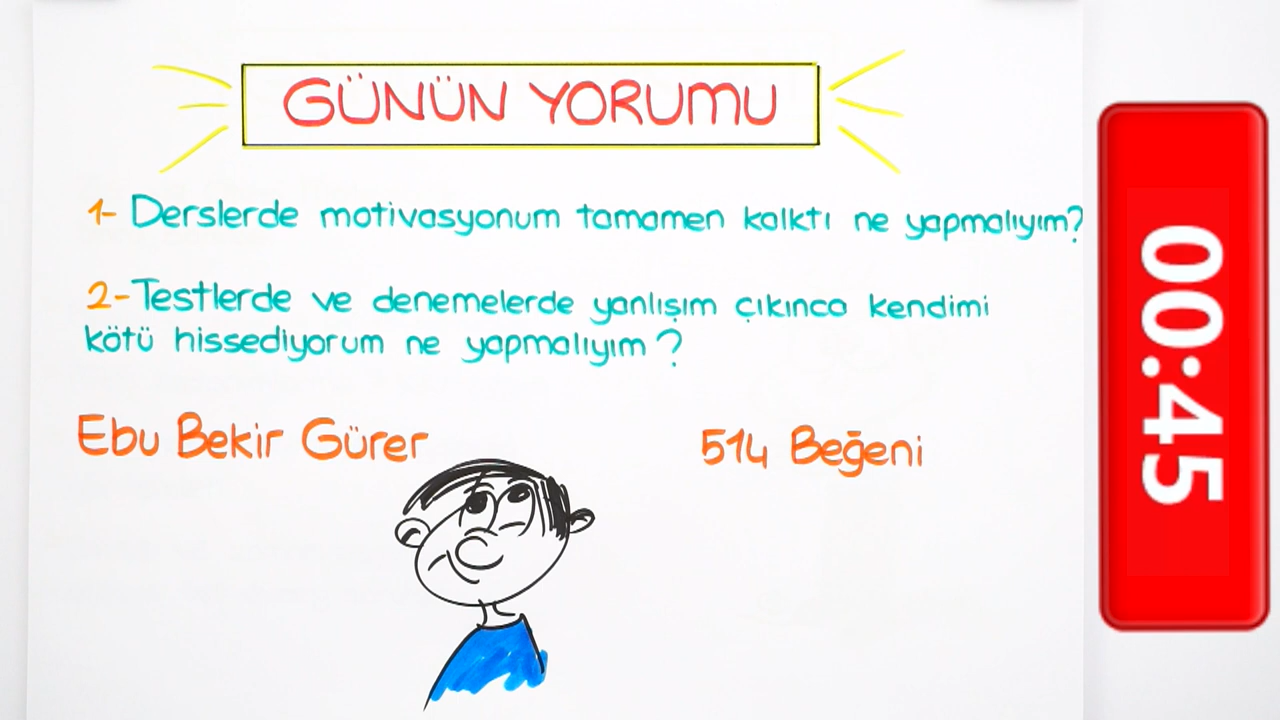 GÜNÜN YORUMU
1- Derslerde motivasyonum tamamen kalktı ne yapmalıyım?
2- Testlerde ve denemelerde yanlışım çıkınca kendimi
kötü hissediyorum ne yapmalıyım?
Ebu Bekir Gürer
514 Beğeni
00:45